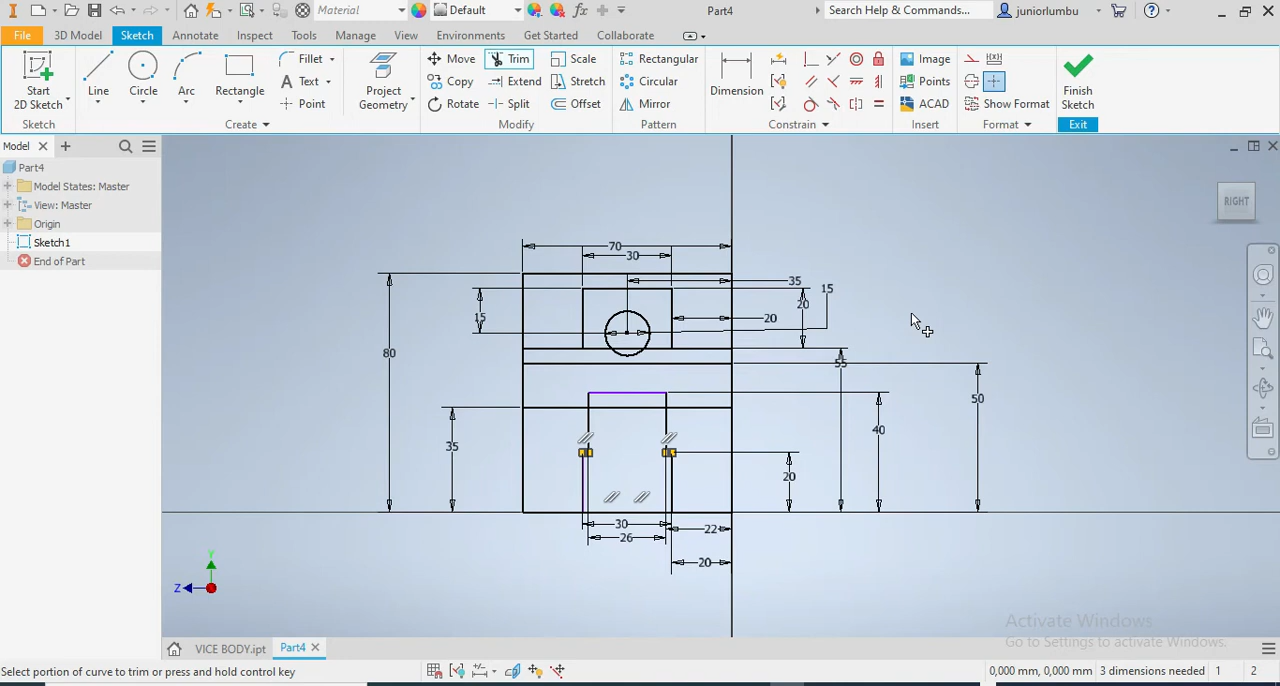 Material
Default
Part4
Search Help & Commands...
juniorlumbu
File
3D Model
Sketch
Annotate
Inspect
Tools
Manage
View
Environments
Get Started
Collaborate
Start
2D Sketch
Line
Circle
Arc
Rectangle
Fillet
Text
Point
Project
Geometry
Move
Copy
Rotate
Trim
Extend
Split
Scale
Stretch
Offset
Rectangular
Circular
Mirror
Dimension
Image
Points
ACAD
Show Format
Finish
Sketch
Sketch
Create
Modify
Pattern
Constrain
Insert
Format
Exit
Model
Part4
Model States: Master
View: Master
Origin
Sketch1
End of Part
RIGHT
70
30
35
15
20
15
20
80
55
50
40
35
20
30
22
26
20
Y
Z
Activate Windows
Go to Settings to activate Windows.
VICE BODY.ipt
Part4
Select portion of curve to trim or press and hold control key
0,000 mm, 0,000 mm
3 dimensions needed
1
2